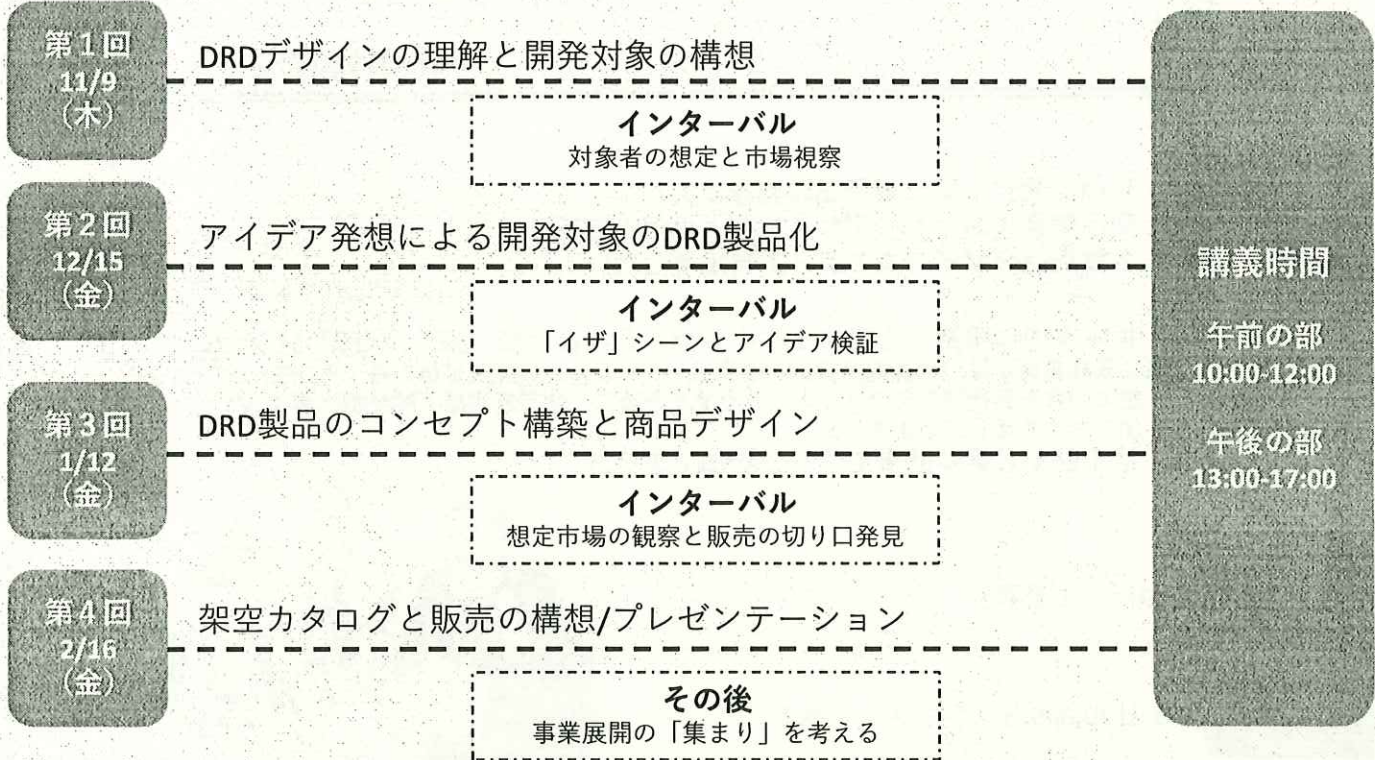 第1回
11/9
（木）
DRDデザインの理解と開発対象の構想
インターバル
対象者の想定と市場視察
第2回
12/15
（金）
アイデア発想による開発対象のDRD製品化
インターバル
「イザ」シーンとアイデア検証
第3回
1/12
（金）
DRD製品のコンセプト構築と商品デザイン
インターバル
想定市場の観察と販売の切り口発見
第4回
2/16
（金）
架空カタログと販売の構想/プレゼンテーション
その後
事業展開の「集まり」を考える
講義時間
午前の部
10:00-12:00
午後の部
13:00-17:00